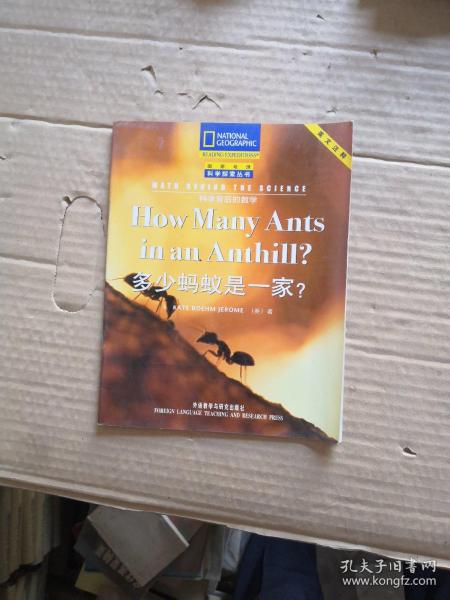 NATIONAL
GEOGRAPHIC
READING EXPEDITIONS®
国家地理
科学探索丛书
英文注释
MATH BEHIND THE SCIENCE
科学背后的数学
How Many Ants
in an Anthill?
多少蚂蚁是一家?
KATE BOEHM JEROME (美) 著
外语教学与研究出版社
FOREIGN LANGUAGE TEACHING AND RESEARCH PRESS
孔夫子旧书网
www.kongfz.com